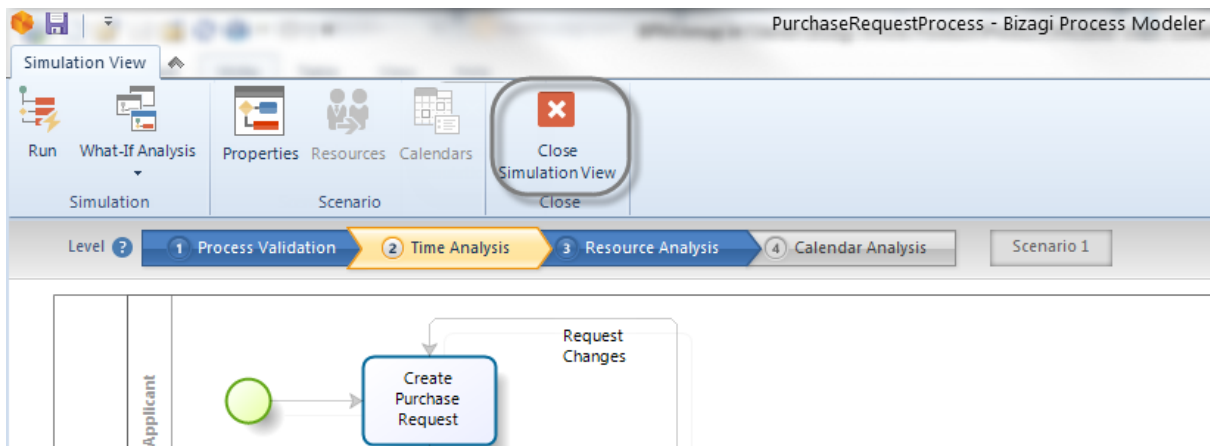 PurchaseRequestProcess - Bizagi Process Modeler
Simulation View
Run
What-If Analysis
Properties
Resources
Calendars
Close
Simulation View
Simulation
Scenario
Close
Level ? 1 Process Validation 2 Time Analysis 3 Resource Analysis 4 Calendar Analysis Scenario 1
Request
Changes
Create
Purchase
Request
Applicant